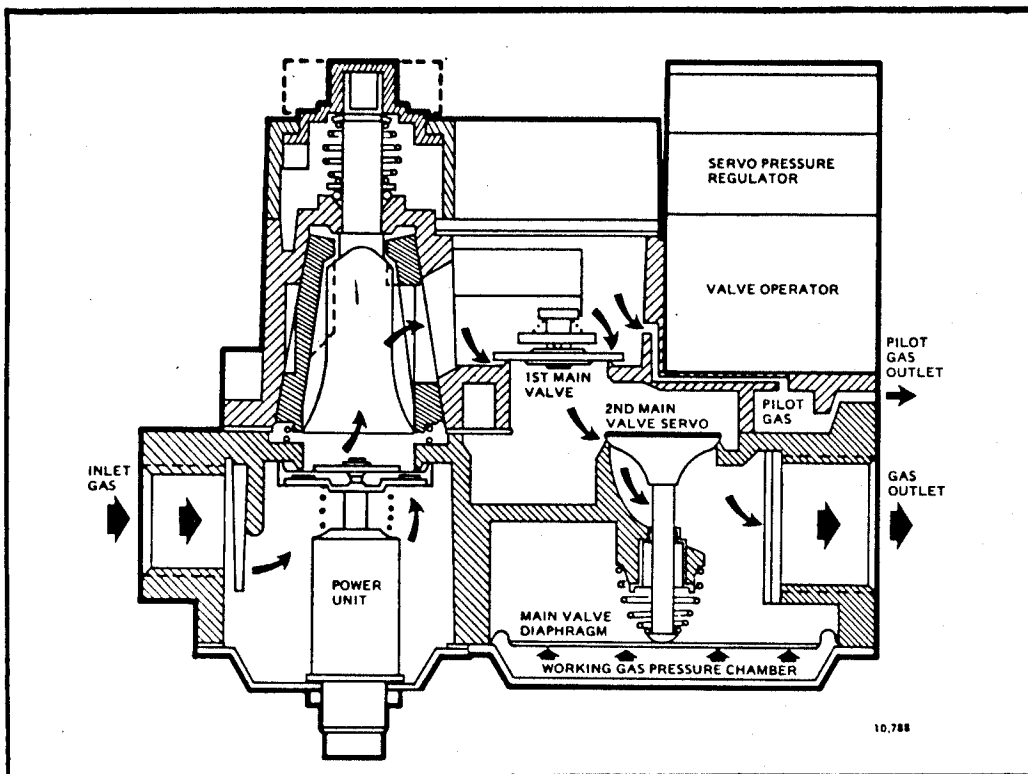 SERVO PRESSURE
REGULATOR
VALVE OPERATOR
PILOT
GAS
OUTLET
1ST MAIN
VALVE
2ND MAIN
VALVE SERVO
PILOT
GAS
INLET
GAS
GAS
OUTLET
POWER
UNIT
MAIN VALVE
DIAPHRAGM
WORKING GAS PRESSURE CHAMBER
10,788